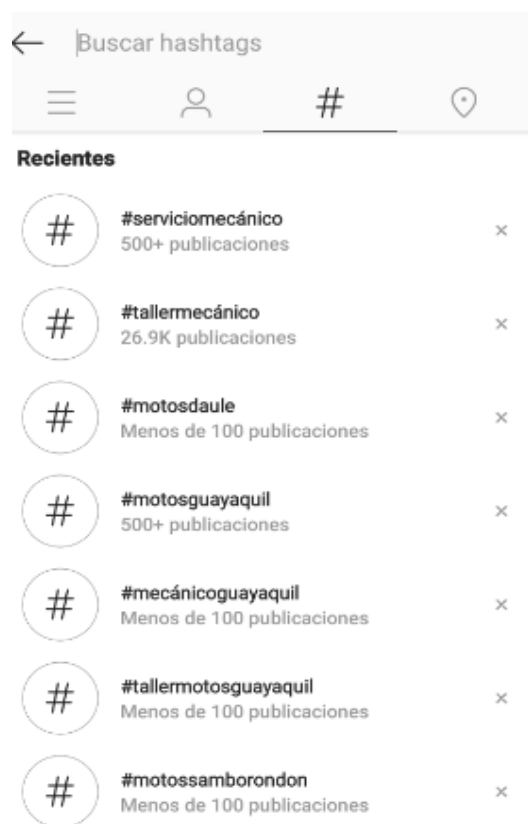 Buscar hashtags
#
Recientes
#
#serviciomecánico
500+ publicaciones
#
#tallermecánico
26.9K publicaciones
#
#motosdaule
Menos de 100 publicaciones
#
#motosguayaquil
500+ publicaciones
#
#mecánicoguayaquil
Menos de 100 publicaciones
#
#tallermotosguayaquil
Menos de 100 publicaciones
#
#motossamborondon
Menos de 100 publicaciones